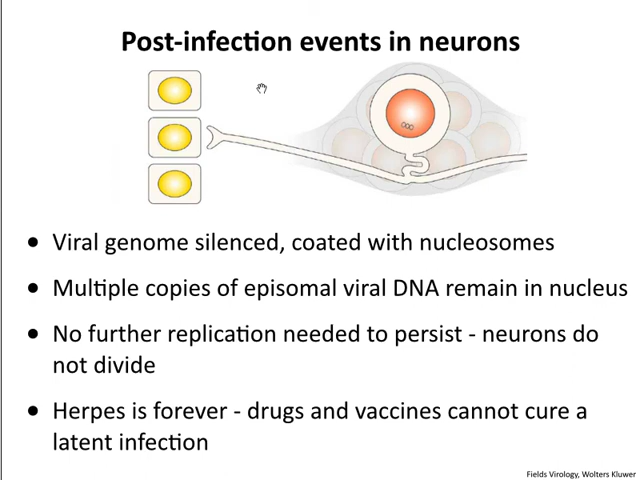 Post-infection events in neurons
• Viral genome silenced, coated with nucleosomes
• Multiple copies of episomal viral DNA remain in nucleus
• No further replication needed to persist - neurons do
not divide
• Herpes is forever - drugs and vaccines cannot cure a
latent infection
Fields Virology, Wolters Kluwer